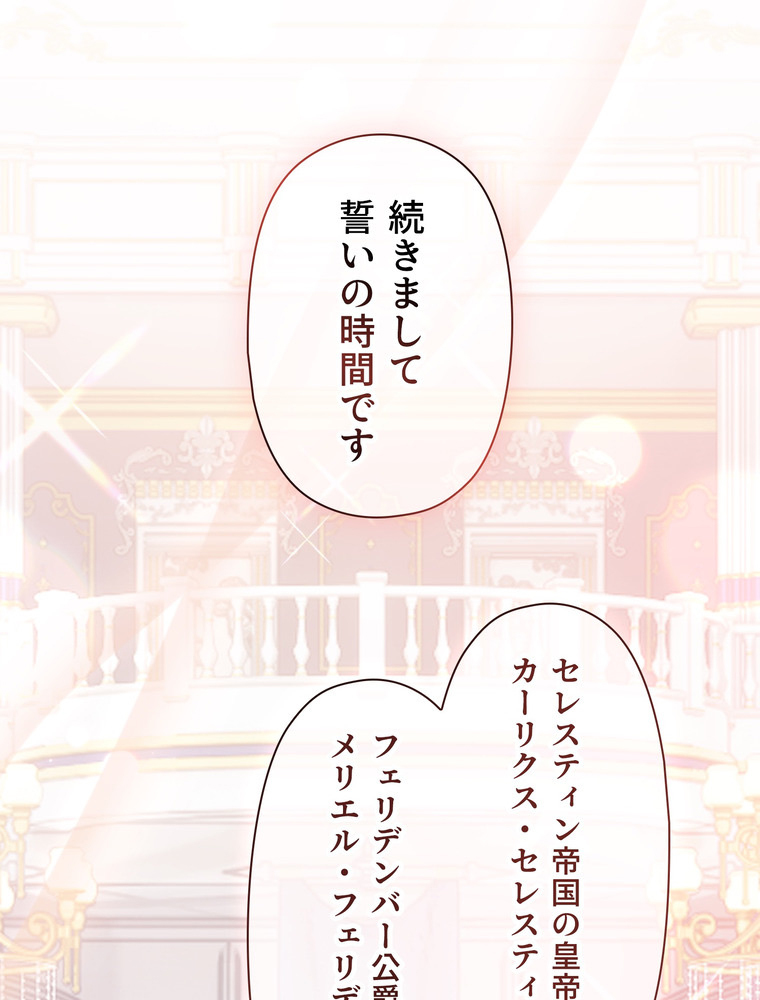 続きまして
誓いの時間です
セレスティン帝国の皇帝
カーリクス・セレスティ
フェリデンバー公爵
メリエル・フェリデ